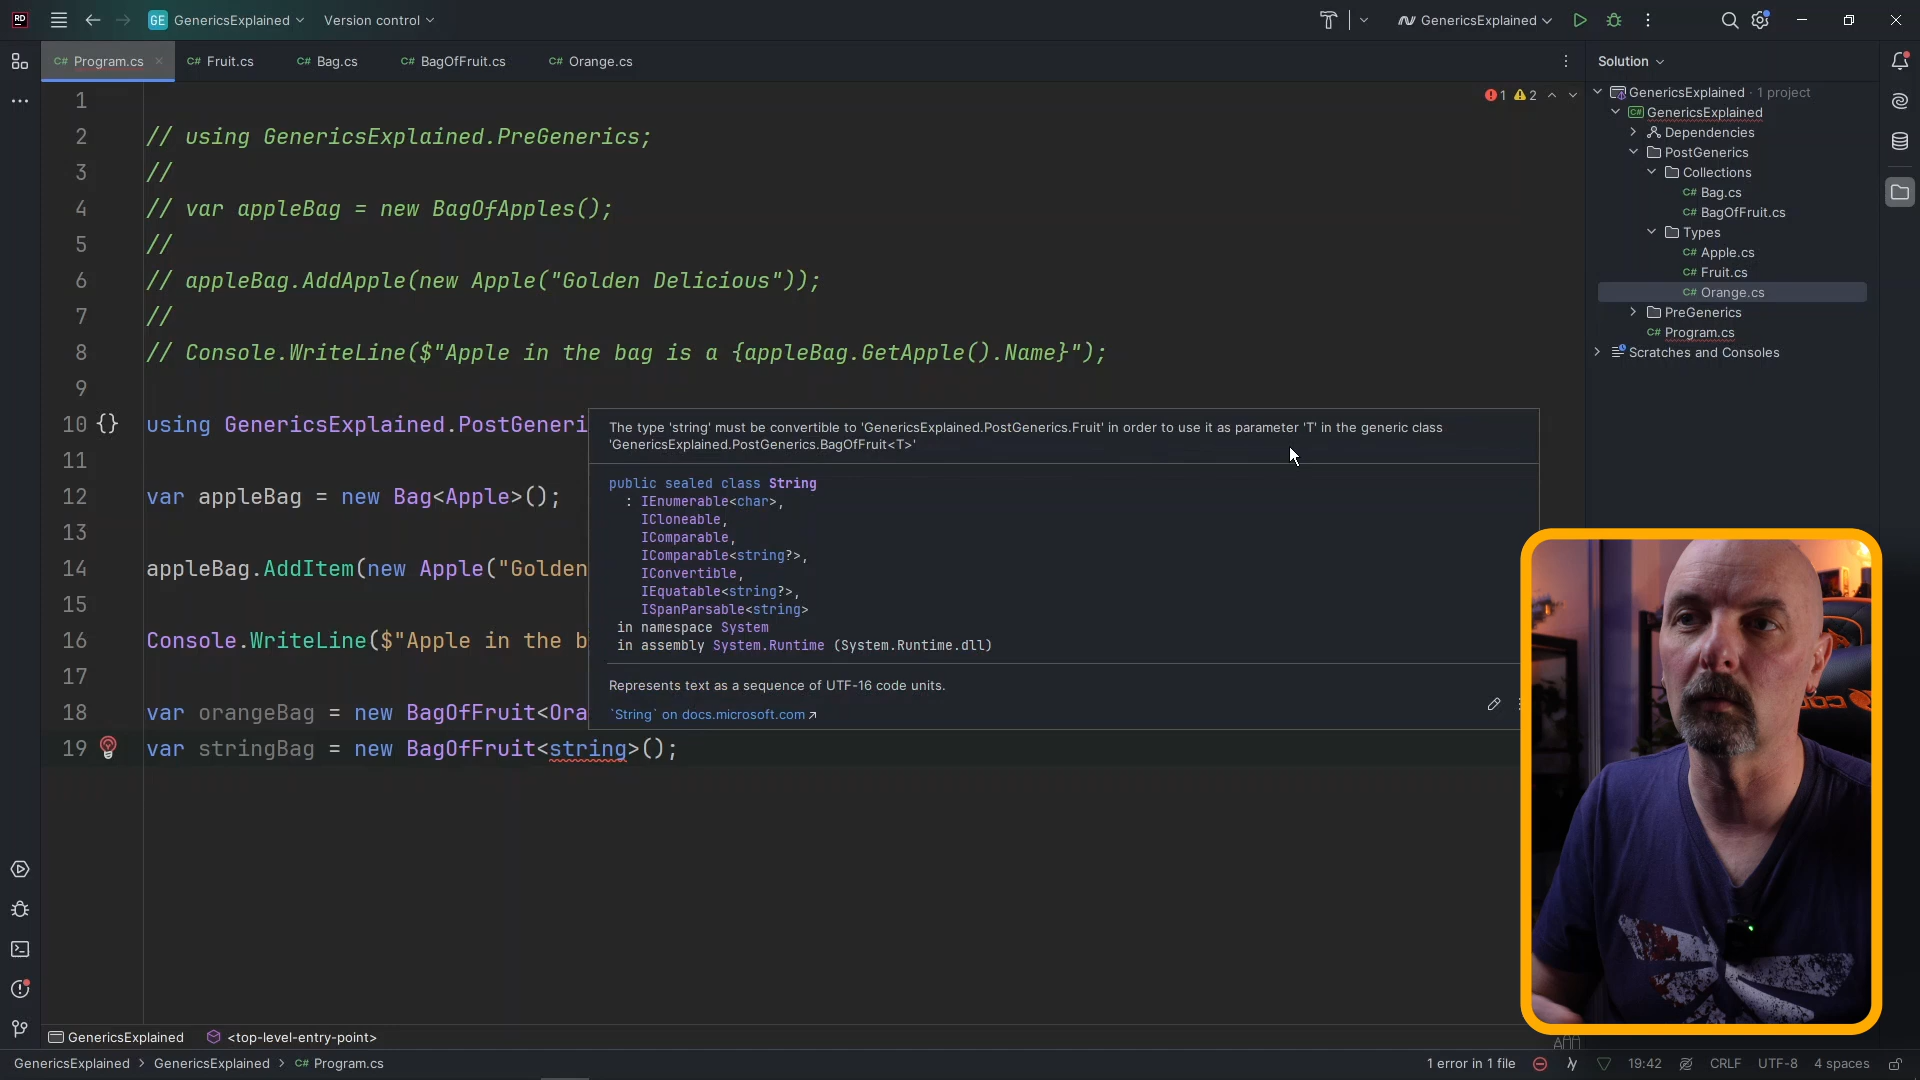 RD
GE GenericsExplained
Version control
GenericsExplained
C# Program.cs
C# Fruit.cs
C# Bag.cs
C# BagOfFruit.cs
C# Orange.cs
Solution
1
2 // using GenericsExplained.PreGenerics;
3 //
4 // var appleBag = new BagOfApples();
5 //
6 // appleBag.AddApple(new Apple("Golden Delicious"));
7 //
8 // Console.WriteLine($"Apple in the bag is a {appleBag.GetApple().Name}");
9
10 {} using GenericsExplained.PostGeneri
11
12 var appleBag = new Bag<Apple>();
13
14 appleBag.AddItem(new Apple("Golden
15
16 Console.WriteLine($"Apple in the b
17
18 var orangeBag = new BagOfFruit<Ora
19 var stringBag = new BagOfFruit<string>();
1 2
The type 'string' must be convertible to 'GenericsExplained.PostGenerics.Fruit' in order to use it as parameter 'T' in the generic class
'GenericsExplained.PostGenerics.BagOfFruit<T>'
public sealed class String
: IEnumerable<char>,
ICloneable,
IComparable,
IComparable<string?>,
IConvertible,
IEquatable<string?>,
ISpanParsable<string>
in namespace System
in assembly System.Runtime (System.Runtime.dll)
Represents text as a sequence of UTF-16 code units.
`String` on docs.microsoft.com↗
GenericsExplained · 1 project
C# GenericsExplained
Dependencies
PostGenerics
Collections
C# Bag.cs
C# BagOfFruit.cs
Types
C# Apple.cs
C# Fruit.cs
C# Orange.cs
PreGenerics
C# Program.cs
Scratches and Consoles
GenericsExplained
<top-level-entry-point>
GenericsExplained > GenericsExplained > C# Program.cs
1 error in 1 file
19:42
CRLF
UTF-8
4 spaces